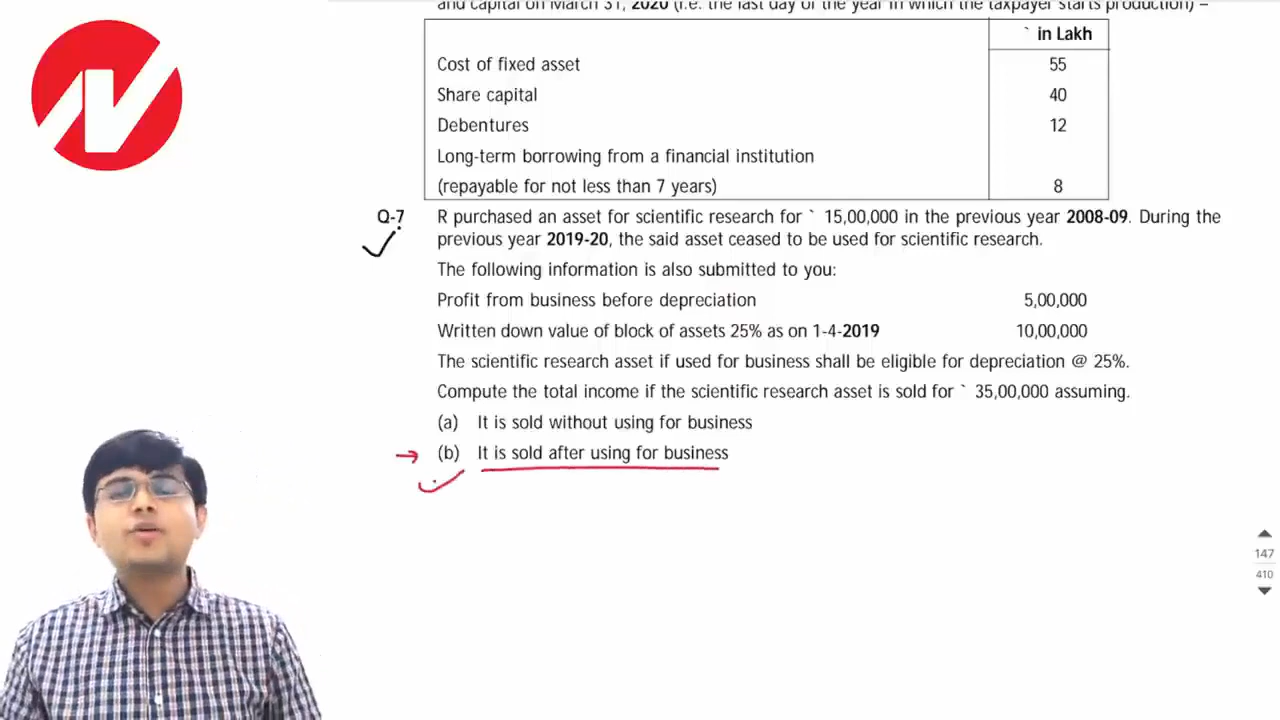 and capital on March 31, 2020 (i.e. the last day of the year in which the taxpayer starts production) –
` in Lakh
Cost of fixed asset 55
Share capital 40
Debentures 12
Long-term borrowing from a financial institution
(repayable for not less than 7 years) 8
Q-7 R purchased an asset for scientific research for ` 15,00,000 in the previous year 2008-09. During the
previous year 2019-20, the said asset ceased to be used for scientific research.
The following information is also submitted to you:
Profit from business before depreciation 5,00,000
Written down value of block of assets 25% as on 1-4-2019 10,00,000
The scientific research asset if used for business shall be eligible for depreciation @ 25%.
Compute the total income if the scientific research asset is sold for ` 35,00,000 assuming.
(a) It is sold without using for business
(b) It is sold after using for business
147
410